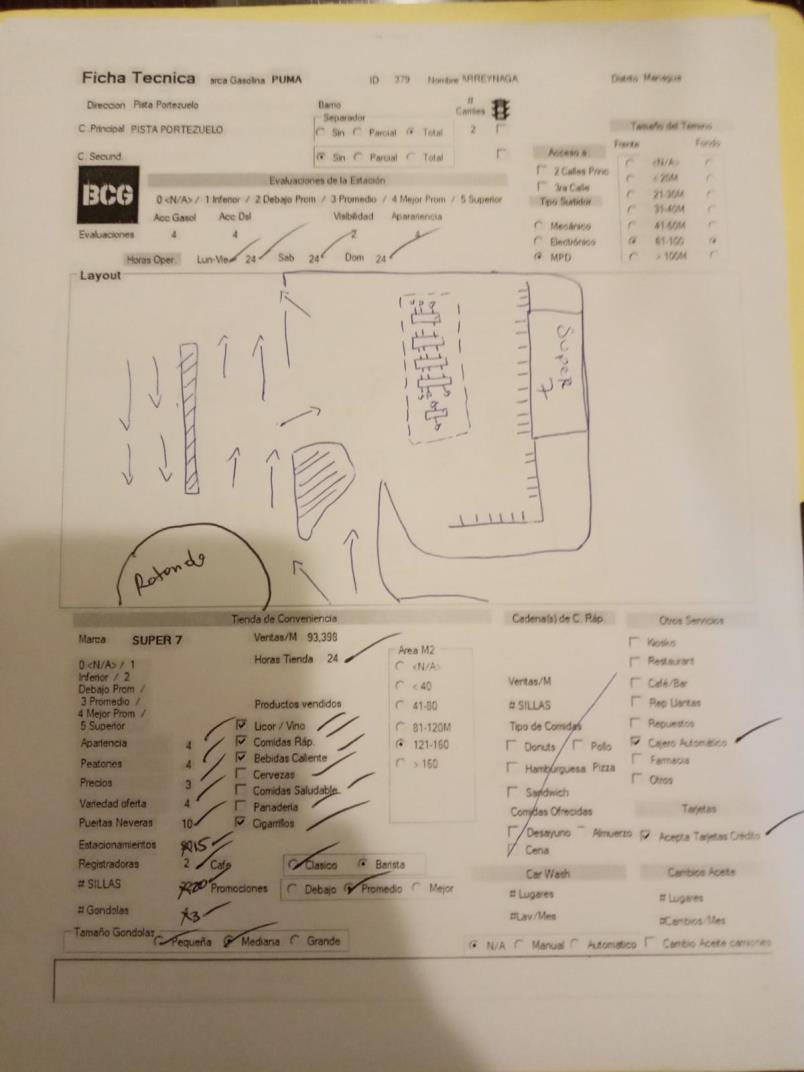 Ficha Tecnica arca Gasolina PUMA ID 379 Nombre ARREYNAGA Distrito Managua
Direccion Pista Portezuelo Barrio # Carriles
Separador
C .Principal PISTA PORTEZUELO Sin Parcial Total 2
C. Secund. Sin Parcial Total
Tamaño del Terreno
Frente Fondo
<N/A>
< 20M
21-30M
31-40M
41-60M
61-100
> 100M
Acceso a
2 Calles Princ
3ra Calle
Tipo Surtidor
Mecánico
Electrónico
MPD
BCG
Evaluaciones de la Estación
0 <N/A> / 1 Inferior / 2 Debajo Prom / 3 Promedio / 4 Mejor Prom / 5 Superior
Acc Gasol Acc Dsl Visibilidad Aparariencia
Evaluaciones 4 4 2 4
Horas Oper. Lun-Vie 24 Sab 24 Dom 24
Layout
Super 7
Rotonda
Tienda de Conveniencia
Marca SUPER 7 Ventas/M 93,398
Horas Tienda 24
0 <N/A> / 1
Inferior / 2
Debajo Prom /
3 Promedio /
4 Mejor Prom /
5 Superior
Apariencia 4
Peatones 4
Precios 3
Variedad oferta 4
Puertas Neveras 10
Estacionamientos 15
Registradoras 2 Cafe Clasico Barista
# SILLAS 20 Promociones Debajo Promedio Mejor
# Gondolas 3
Tamaño Gondolas
Pequeña Mediana Grande
Productos vendidos
Licor / Vino
Comidas Ráp.
Bebidas Caliente
Cervezas
Comidas Saludable
Panaderia
Cigarrillos
Area M2
<N/A>
< 40
41-80
81-120M
121-160
> 160
Cadena(s) de C. Ráp.
Ventas/M
# SILLAS
Tipo de Comidas
Donuts Pollo
Hamburguesa Pizza
Sandwich
Comidas Ofrecidas
Desayuno Almuerzo
Cena
Otros Servicios
Kiosko
Restaurant
Café/Bar
Rep Llantas
Repuestos
Cajero Automático
Farmacia
Otros
Tarjetas
Acepta Tarjetas Crédito
Car Wash
# Lugares
#Lav/Mes
N/A Manual Automatico
Cambios Aceite
# Lugares
#Cambios/Mes
Cambio Aceite camiones